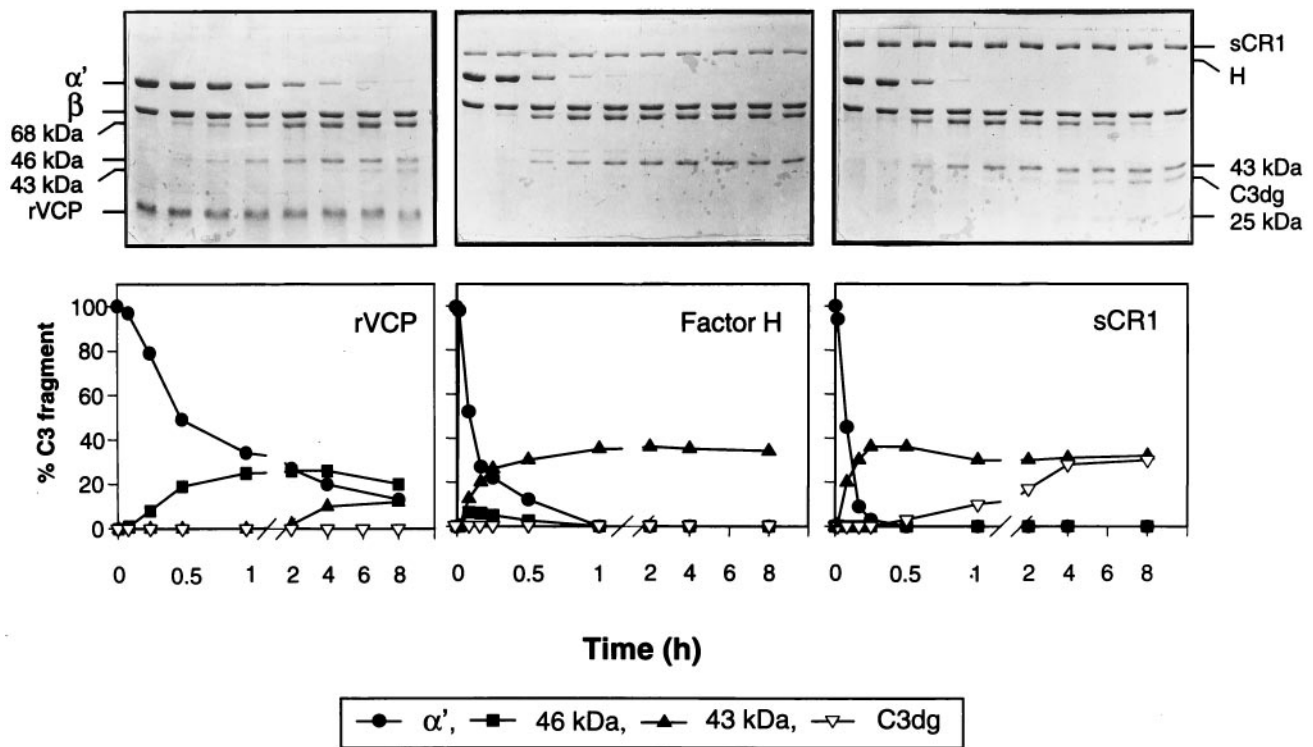 α'
β
68 kDa
46 kDa
43 kDa
rVCP
sCR1
H
43 kDa
C3dg
25 kDa
% C3 fragment
100
80
60
40
20
0
rVCP
Factor H
sCR1
0 0.5 1 2 4 6 8
0 0.5 1 2 4 6 8
0 0.5 1 2 4 6 8
Time (h)
α', 46 kDa, 43 kDa, C3dg